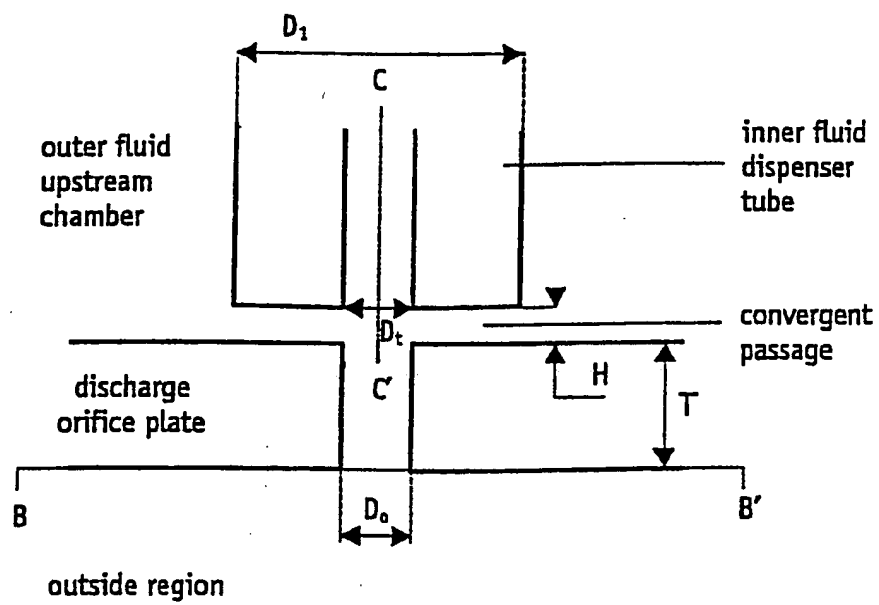 D₁
C
outer fluid
upstream
chamber
inner fluid
dispenser
tube
Dₜ
convergent
passage
C'
H
T
discharge
orifice plate
B
B'
Dₒ
outside region